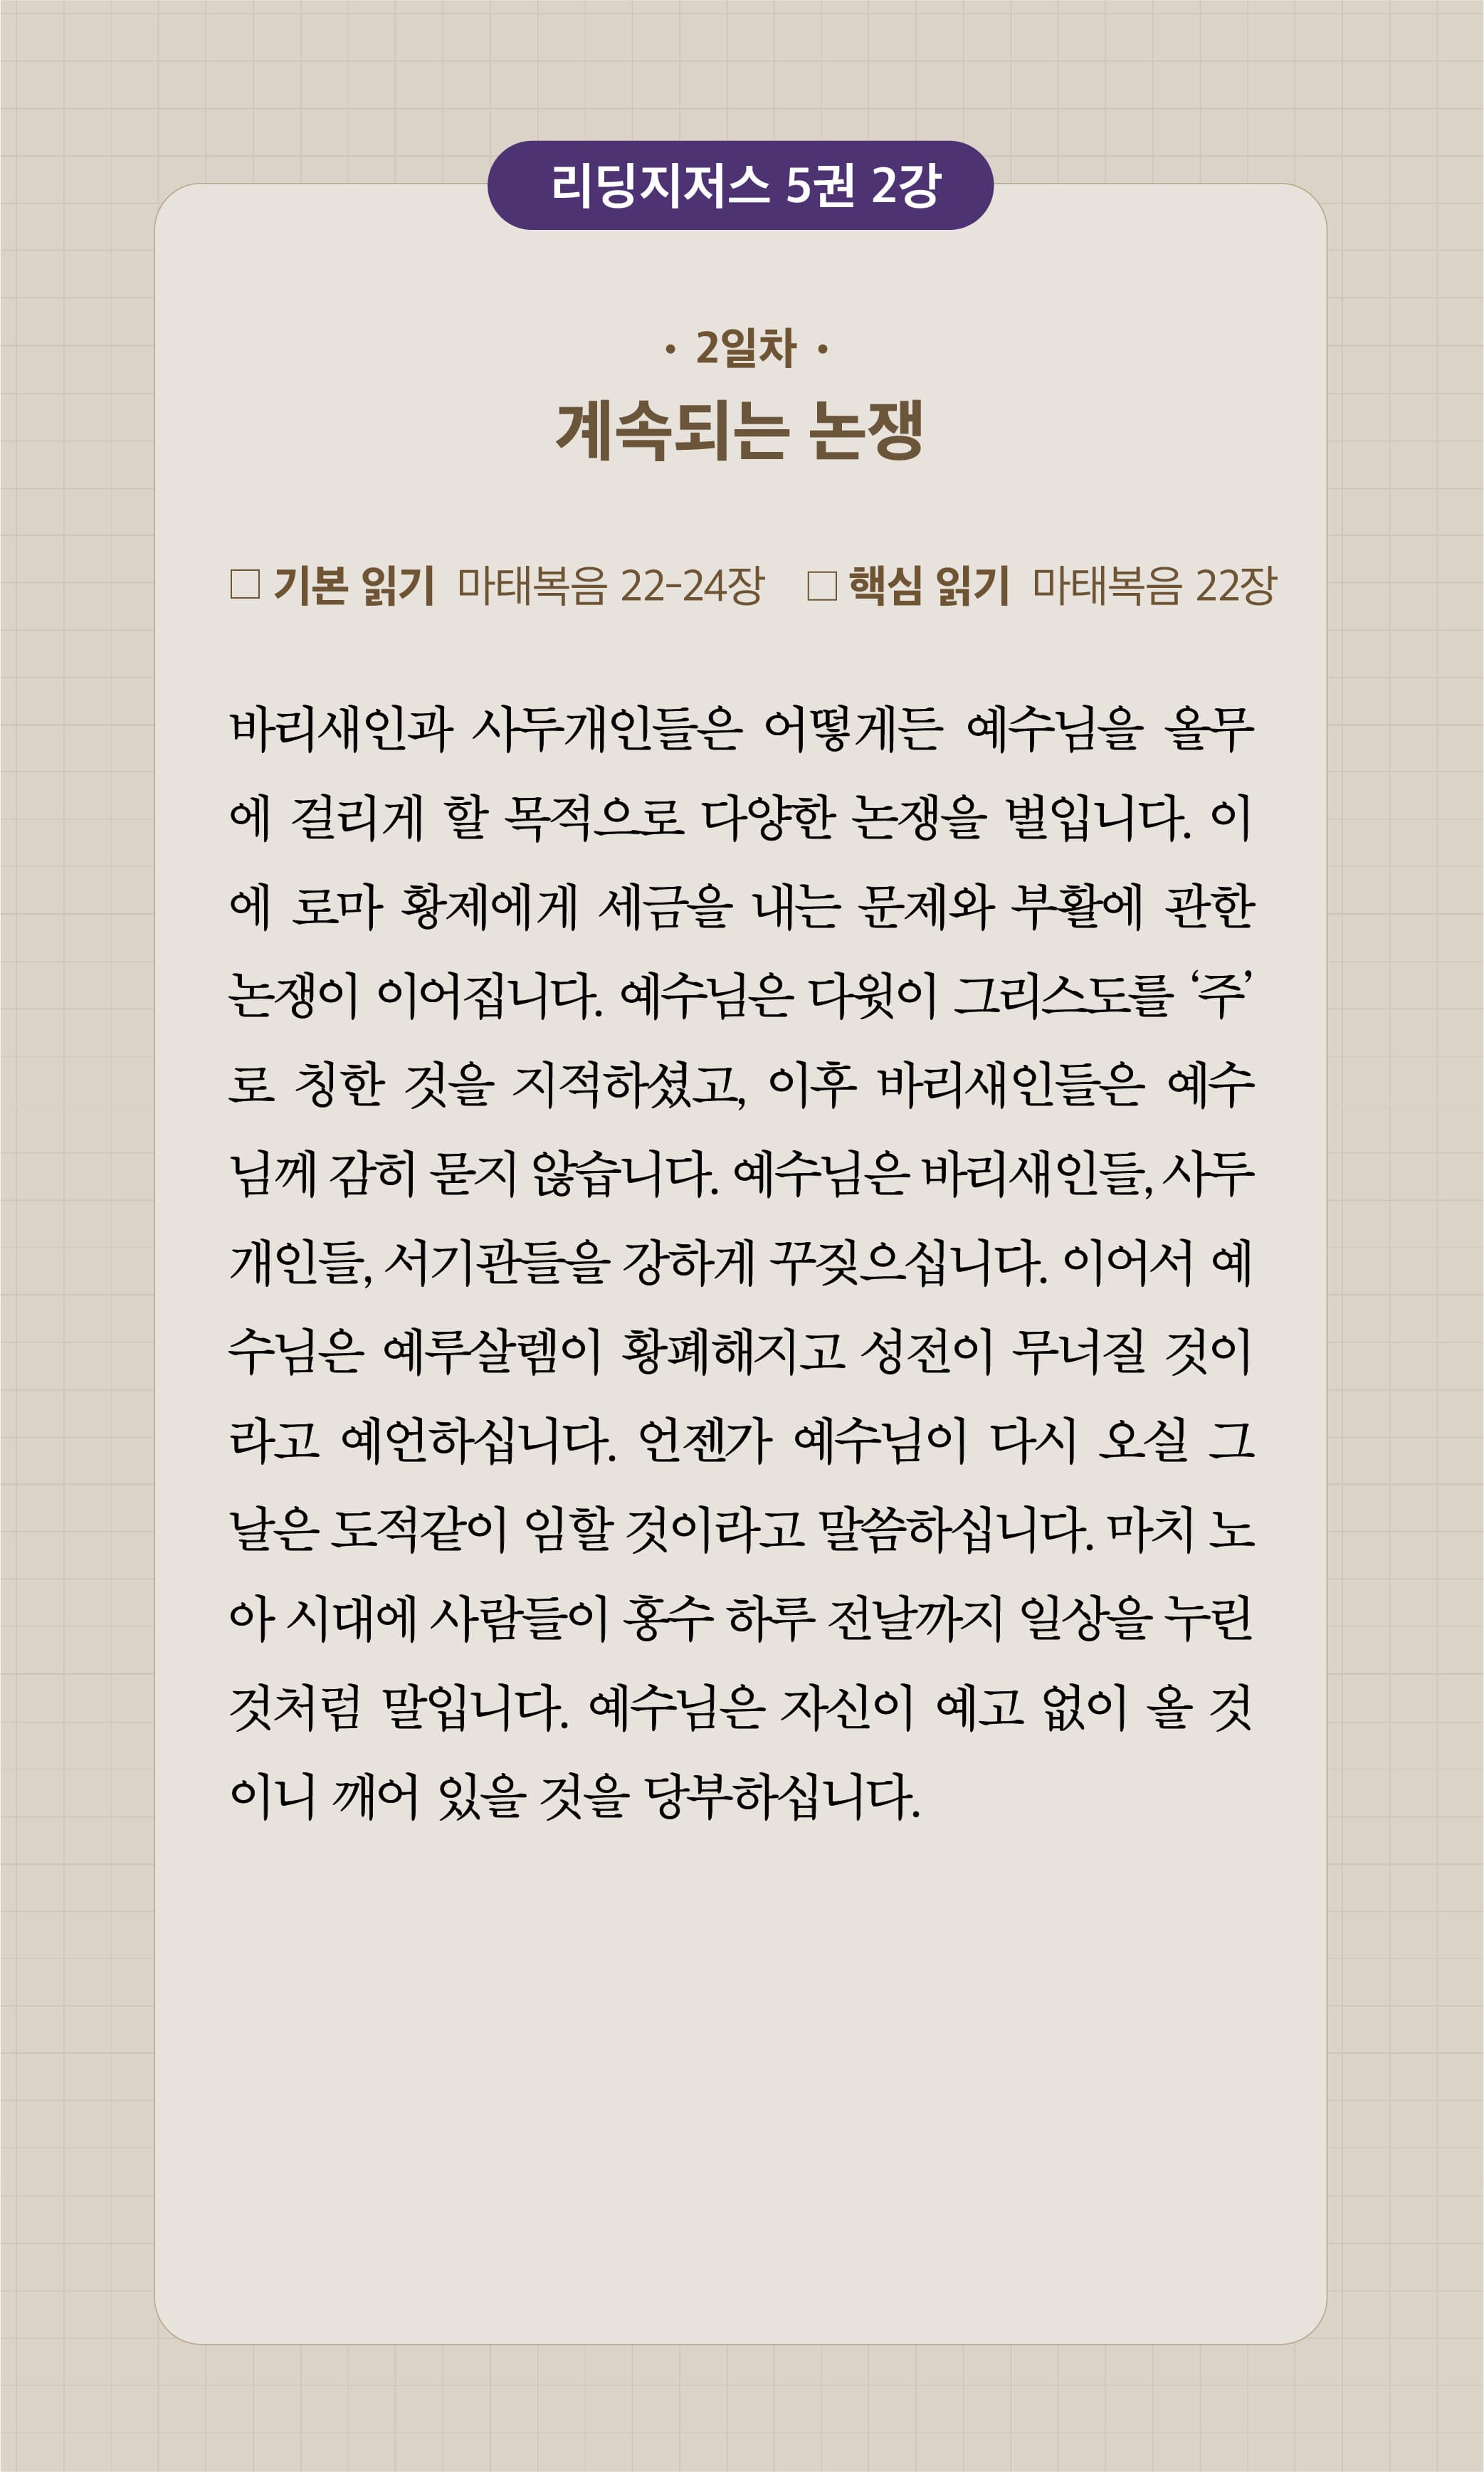 리딩지저스 5권 2강
· 2일차 ·
계속되는 논쟁
□ 기본 읽기 마태복음 22-24장 □ 핵심 읽기 마태복음 22장
바리새인과 사두개인들은 어떻게든 예수님을 올무
에 걸리게 할 목적으로 다양한 논쟁을 벌입니다. 이
에 로마 황제에게 세금을 내는 문제와 부활에 관한
논쟁이 이어집니다. 예수님은 다윗이 그리스도를 ‘주’
로 칭한 것을 지적하셨고, 이후 바리새인들은 예수
님께 감히 묻지 않습니다. 예수님은 바리새인들, 사두
개인들, 서기관들을 강하게 꾸짖으십니다. 이어서 예
수님은 예루살렘이 황폐해지고 성전이 무너질 것이
라고 예언하십니다. 언젠가 예수님이 다시 오실 그
날은 도적같이 임할 것이라고 말씀하십니다. 마치 노
아 시대에 사람들이 홍수 하루 전날까지 일상을 누린
것처럼 말입니다. 예수님은 자신이 예고 없이 올 것
이니 깨어 있을 것을 당부하십니다.